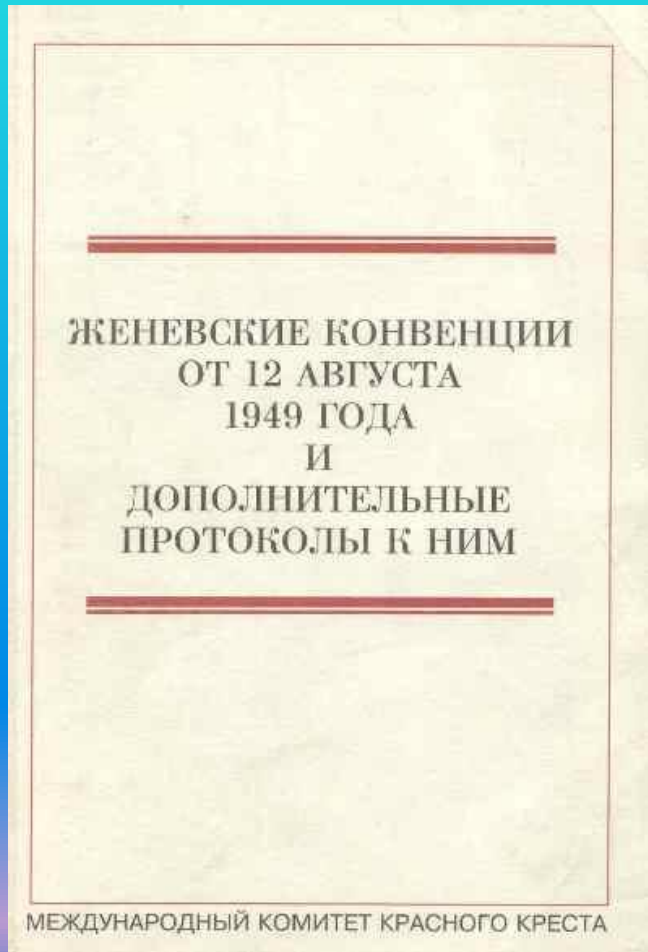 ЖЕНЕВСКИЕ КОНВЕНЦИИ
ОТ 12 АВГУСТА
1949 ГОДА
И
ДОПОЛНИТЕЛЬНЫЕ
ПРОТОКОЛЫ К НИМ
МЕЖДУНАРОДНЫЙ КОМИТЕТ КРАСНОГО КРЕСТА